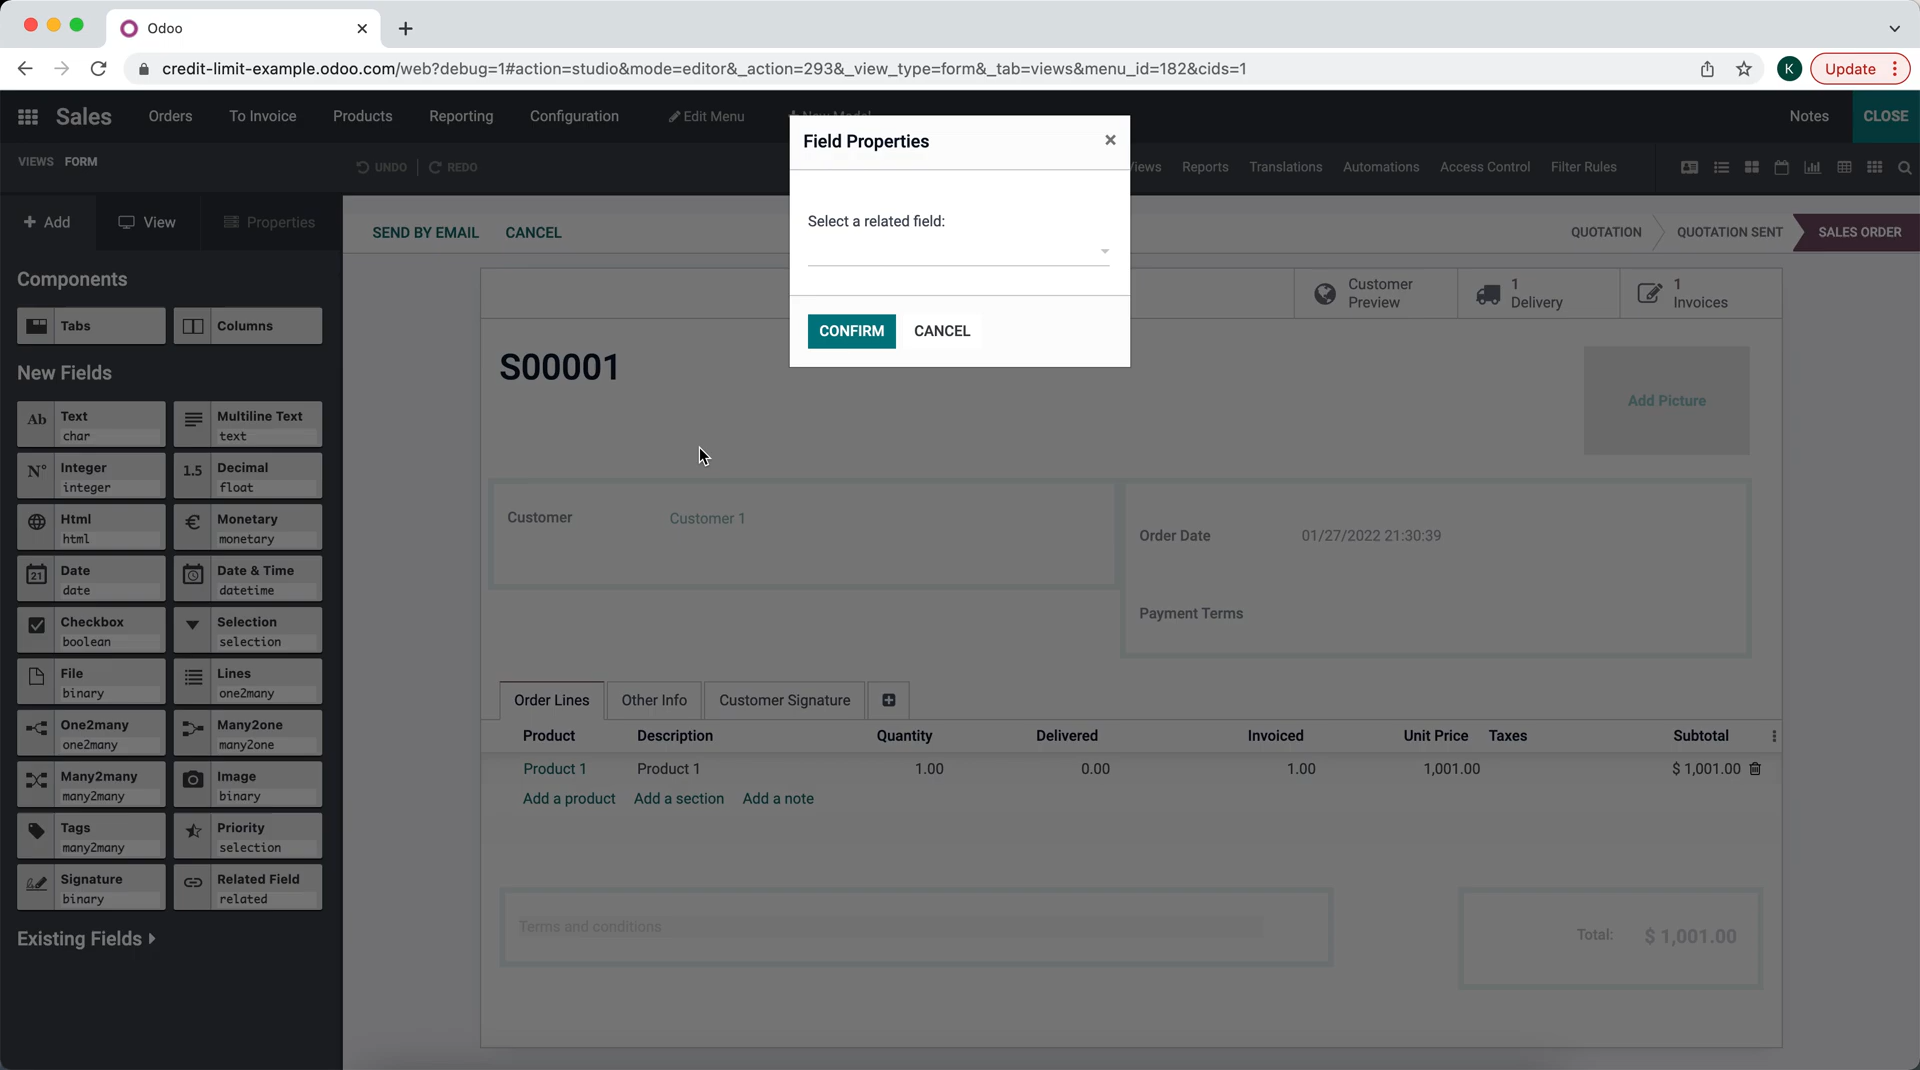 Odoo
credit-limit-example.odoo.com/web?debug=1#action=studio&mode=editor&_action=293&_view_type=form&_tab=views&menu_id=182&cids=1
K
Update
Sales
Orders
To Invoice
Products
Reporting
Configuration
Edit Menu
New Model
Notes
CLOSE
VIEWS FORM
UNDO
REDO
Views
Reports
Translations
Automations
Access Control
Filter Rules
Field Properties
Select a related field:
CONFIRM
CANCEL
Add
View
Properties
Components
Tabs
Columns
New Fields
Ab Text
char
Multiline Text
text
N° Integer
integer
1.5 Decimal
float
Html
html
€ Monetary
monetary
21 Date
date
Date & Time
datetime
Checkbox
boolean
Selection
selection
File
binary
Lines
one2many
One2many
one2many
Many2one
many2one
Many2many
many2many
Image
binary
Tags
many2many
Priority
selection
Signature
binary
Related Field
related
Existing Fields
SEND BY EMAIL
CANCEL
QUOTATION
QUOTATION SENT
SALES ORDER
Customer
Preview
1
Delivery
1
Invoices
S00001
Add Picture
Customer
Customer 1
Order Date
01/27/2022 21:30:39
Payment Terms
Order Lines
Other Info
Customer Signature
Product Description Quantity Delivered Invoiced Unit Price Taxes Subtotal
Product 1 Product 1 1.00 0.00 1.00 1,001.00 $ 1,001.00
Add a product Add a section Add a note
Terms and conditions
Total: $ 1,001.00